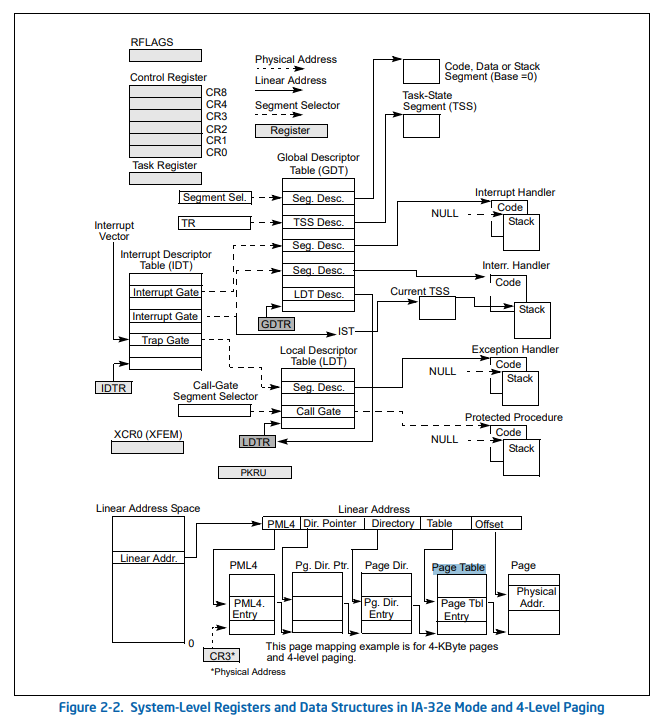 RFLAGS
Control Register
CR8
CR4
CR3
CR2
CR1
CR0
Task Register
Physical Address
Linear Address
Segment Selector
Register
Code, Data or Stack
Segment (Base =0)
Task-State
Segment (TSS)
Global Descriptor
Table (GDT)
Segment Sel.
Seg. Desc.
TR
TSS Desc.
Seg. Desc.
Seg. Desc.
LDT Desc.
GDTR
Interrupt Handler
Code
NULL
Stack
Interrupt
Vector
Interrupt Descriptor
Table (IDT)
Interrupt Gate
Interrupt Gate
Trap Gate
IDTR
Interr. Handler
Code
Current TSS
Stack
IST
Local Descriptor
Table (LDT)
Seg. Desc.
Call Gate
Call-Gate
Segment Selector
LDTR
Exception Handler
Code
NULL
Stack
Protected Procedure
Code
NULL
Stack
XCR0 (XFEM)
PKRU
Linear Address Space
Linear Addr.
0
Linear Address
PML4 Dir. Pointer Directory Table Offset
PML4
PML4.
Entry
Pg. Dir. Ptr.
Page Dir.
Pg. Dir.
Entry
Page Table
Page Tbl
Entry
Page
Physical
Addr.
CR3*
*Physical Address
This page mapping example is for 4-KByte pages
and 4-level paging.
Figure 2-2. System-Level Registers and Data Structures in IA-32e Mode and 4-Level Paging